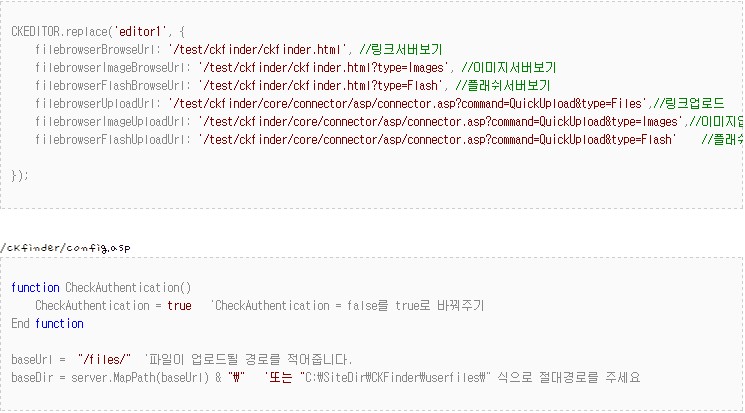 CKEDITOR.replace('editor1', {
filebrowserBrowseUrl: '/test/ckfinder/ckfinder.html', //링크서버보기
filebrowserImageBrowseUrl: '/test/ckfinder/ckfinder.html?type=Images', //이미지서버보기
filebrowserFlashBrowseUrl: '/test/ckfinder/ckfinder.html?type=Flash', //플래쉬서버보기
filebrowserUploadUrl: '/test/ckfinder/core/connector/asp/connector.asp?command=QuickUpload&type=Files',//링크업로드
filebrowserImageUploadUrl: '/test/ckfinder/core/connector/asp/connector.asp?command=QuickUpload&type=Images',//이미지업
filebrowserFlashUploadUrl: '/test/ckfinder/core/connector/asp/connector.asp?command=QuickUpload&type=Flash' //플래쉬
});
/ckfinder/config.asp
function CheckAuthentication()
CheckAuthentication = true 'CheckAuthentication = false를 true로 바꿔주기
End function
baseUrl = "/files/" '파일이 업로드될 경로를 적어줍니다.
baseDir = server.MapPath(baseUrl) & "₩" '또는 "C:₩SiteDir₩CKFinder₩userfiles₩" 식으로 절대경로를 주세요